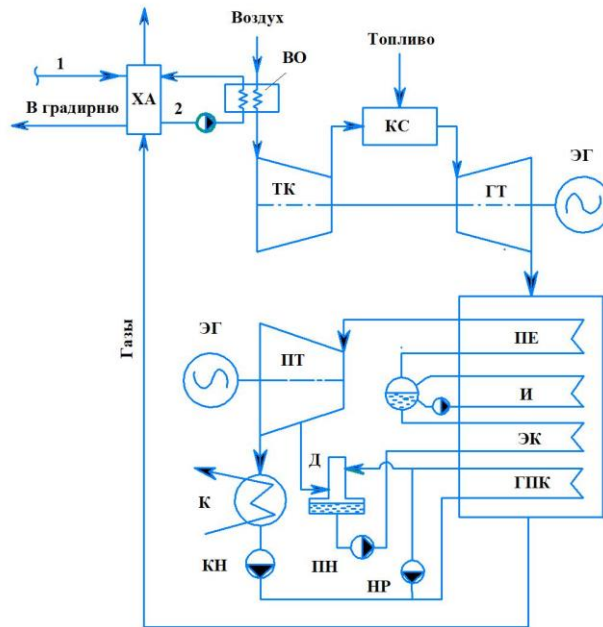 Воздух
1
ВО
Топливо
ХА
В градирню
2
КС
ЭГ
ТК
ГТ
Газы
ЭГ
ПТ
ПЕ
И
ЭК
Д
ГПК
К
КН
ПН
НР